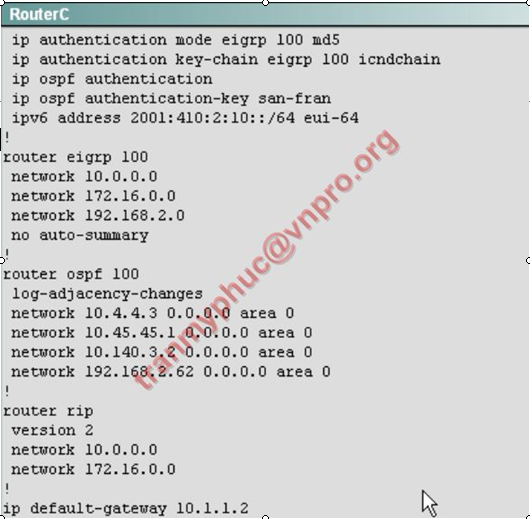 RouterC
ip authentication mode eigrp 100 md5
ip authentication key-chain eigrp 100 icndchain
ip ospf authentication
ip ospf authentication-key san-fran
ipv6 address 2001:410:2:10::/64 eui-64
!
router eigrp 100
network 10.0.0.0
network 172.16.0.0
network 192.168.2.0
no auto-summary
!
router ospf 100
log-adjacency-changes
network 10.4.4.3 0.0.0.0 area 0
network 10.45.45.1 0.0.0.0 area 0
network 10.140.3.2 0.0.0.0 area 0
network 192.168.2.62 0.0.0.0 area 0
!
router rip
version 2
network 10.0.0.0
network 172.16.0.0
!
ip default-gateway 10.1.1.2
tranmyphuc@vnpro.org